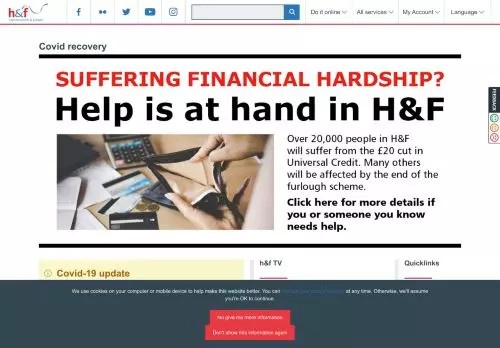 h&f
Do it online
All services
My Account
Language
Covid recovery
FEEDBACK
SUFFERING FINANCIAL HARDSHIP?
Help is at hand in H&F
Over 20,000 people in H&F
will suffer from the £20 cut in
Universal Credit. Many others
will be affected by the end of the
furlough scheme.
Click here for more details if
you or someone you know
needs help.
Covid-19 update
h&f TV
Quicklinks
We use cookies on your computer or mobile device to help make this website better. You can
at any time. Otherwise, we'll assume
you're OK to continue.
No give me more information
Don't show this information again